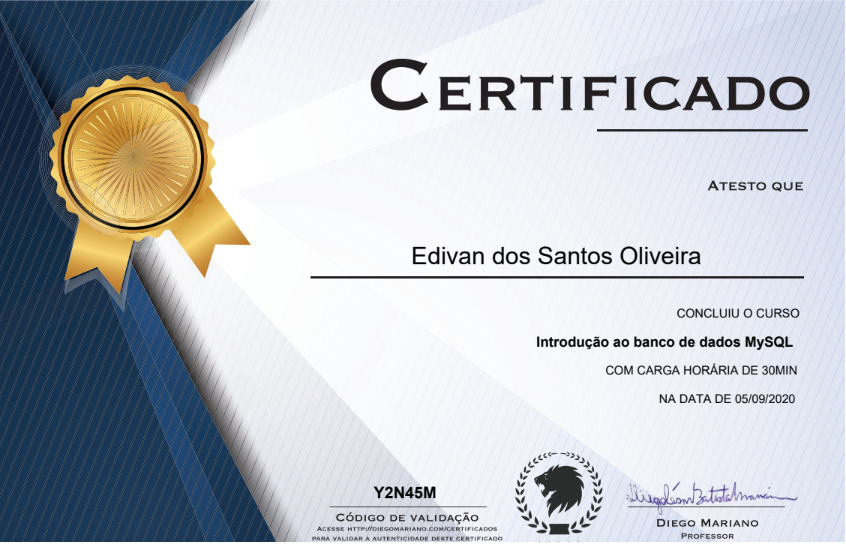 CERTIFICADO
ATESTO QUE
Edivan dos Santos Oliveira
CONCLUIU O CURSO
Introdução ao banco de dados MySQL
COM CARGA HORÁRIA DE 30MIN
NA DATA DE 05/09/2020
Y2N45M
CÓDIGO DE VALIDAÇÃO
ACESSE HTTP://DIEGOMARIANO.COM/CERTIFICADOS
PARA VALIDAR A AUTENTICIDADE DESTE CERTIFICADO
DIEGO MARIANO
PROFESSOR